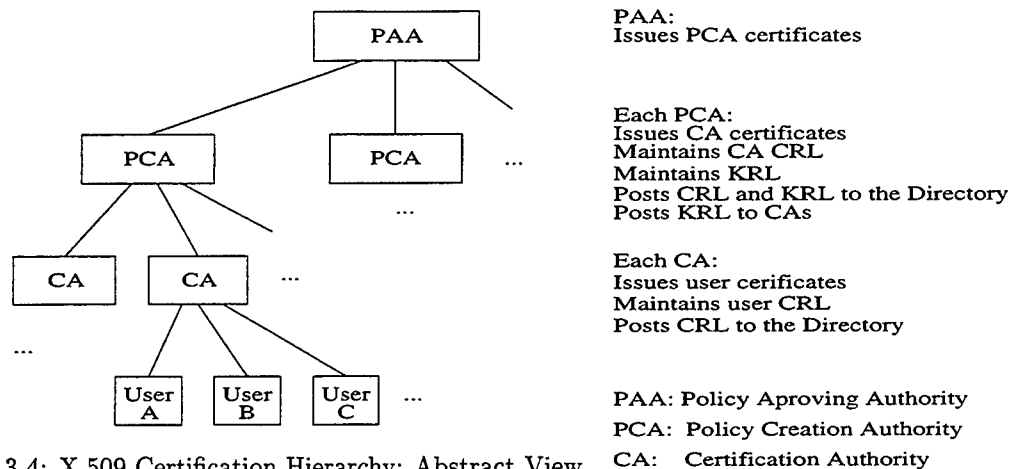 PAA
PCA
PCA
...
...
CA
CA
...
...
User
A
User
B
User
C
...
PAA:
Issues PCA certificates
Each PCA:
Issues CA certificates
Maintains CA CRL
Maintains KRL
Posts CRL and KRL to the Directory
Posts KRL to CAs
Each CA:
Issues user cerificates
Maintains user CRL
Posts CRL to the Directory
PAA: Policy Aproving Authority
PCA: Policy Creation Authority
CA: Certification Authority
3.4: X.509 Certification Hierarchy: Abstract View